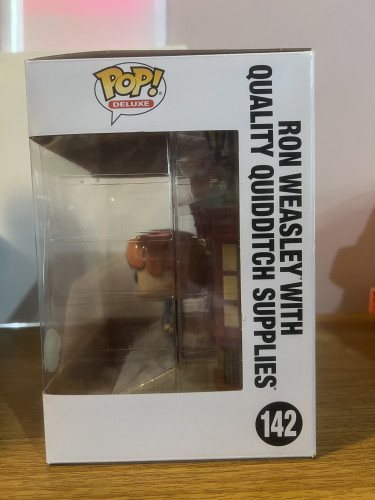 POP!
DELUXE
RON WEASLEY WITH
QUALITY QUIDDITCH SUPPLIES
142